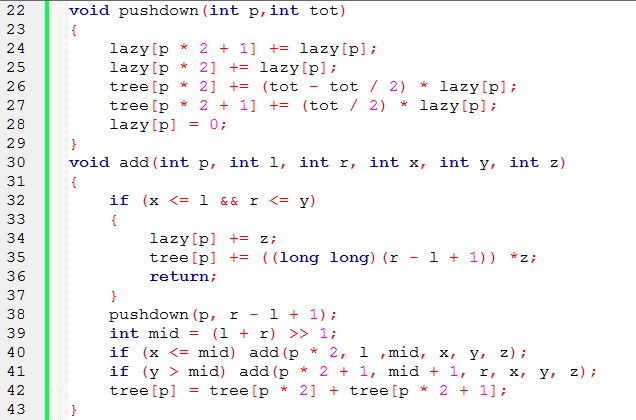 22 void pushdown(int p,int tot)
23 {
24     lazy[p * 2 + 1] += lazy[p];
25     lazy[p * 2] += lazy[p];
26     tree[p * 2] += (tot - tot / 2) * lazy[p];
27     tree[p * 2 + 1] += (tot / 2) * lazy[p];
28     lazy[p] = 0;
29 }
30 void add(int p, int l, int r, int x, int y, int z)
31 {
32     if (x <= l && r <= y)
33     {
34         lazy[p] += z;
35         tree[p] += ((long long)(r - l + 1)) *z;
36         return;
37     }
38     pushdown(p, r - l + 1);
39     int mid = (l + r) >> 1;
40     if (x <= mid) add(p * 2, l ,mid, x, y, z);
41     if (y > mid) add(p * 2 + 1, mid + 1, r, x, y, z);
42     tree[p] = tree[p * 2] + tree[p * 2 + 1];
43 }